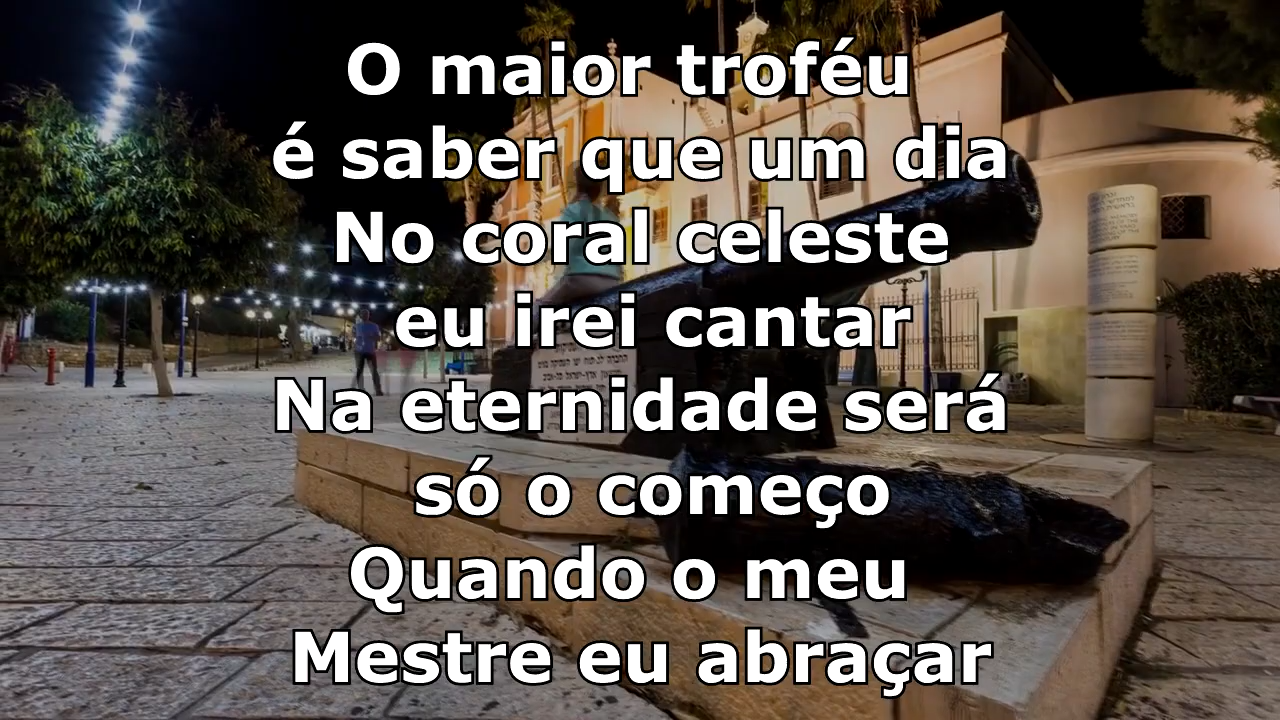 O maior troféu
é saber que um dia
No coral celeste
eu irei cantar
Na eternidade será
só o começo
Quando o meu
Mestre eu abraçar